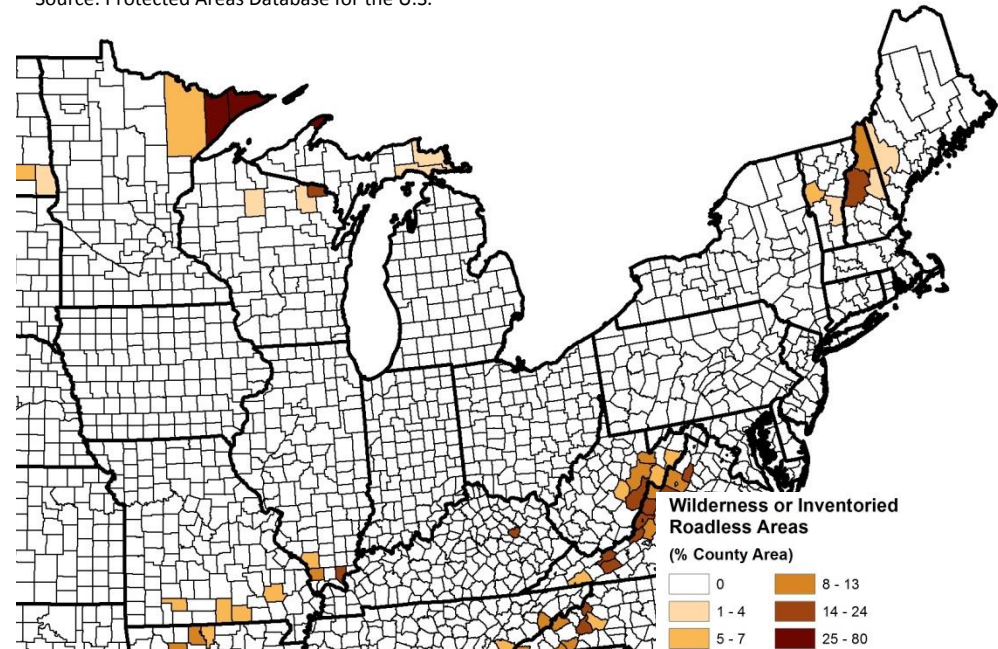 Source: Protected Areas Database for the U.S.
Wilderness or Inventoried
Roadless Areas
(% County Area)
0
8 - 13
1 - 4
14 - 24
5 - 7
25 - 80